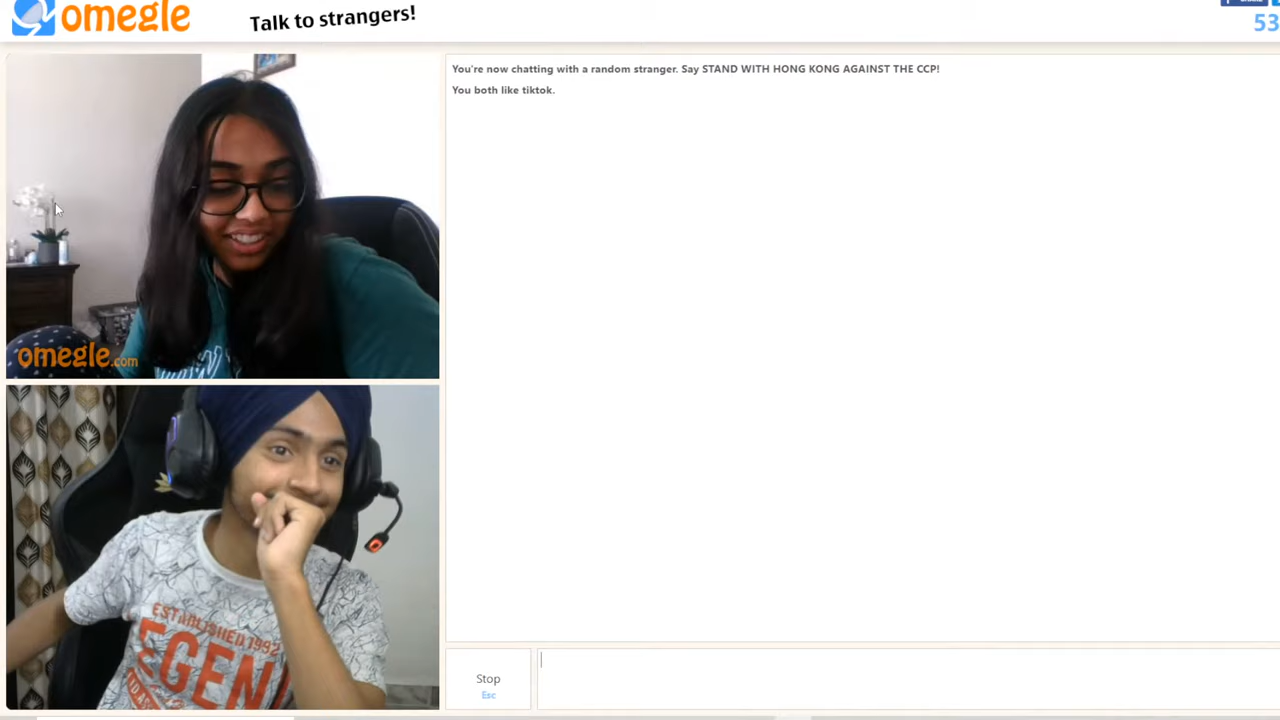 omegle
Talk to strangers!
53
You're now chatting with a random stranger. Say STAND WITH HONG KONG AGAINST THE CCP!
You both like tiktok.
omegle.com
ESTABLISHED 1992
EGEN
Stop
Esc